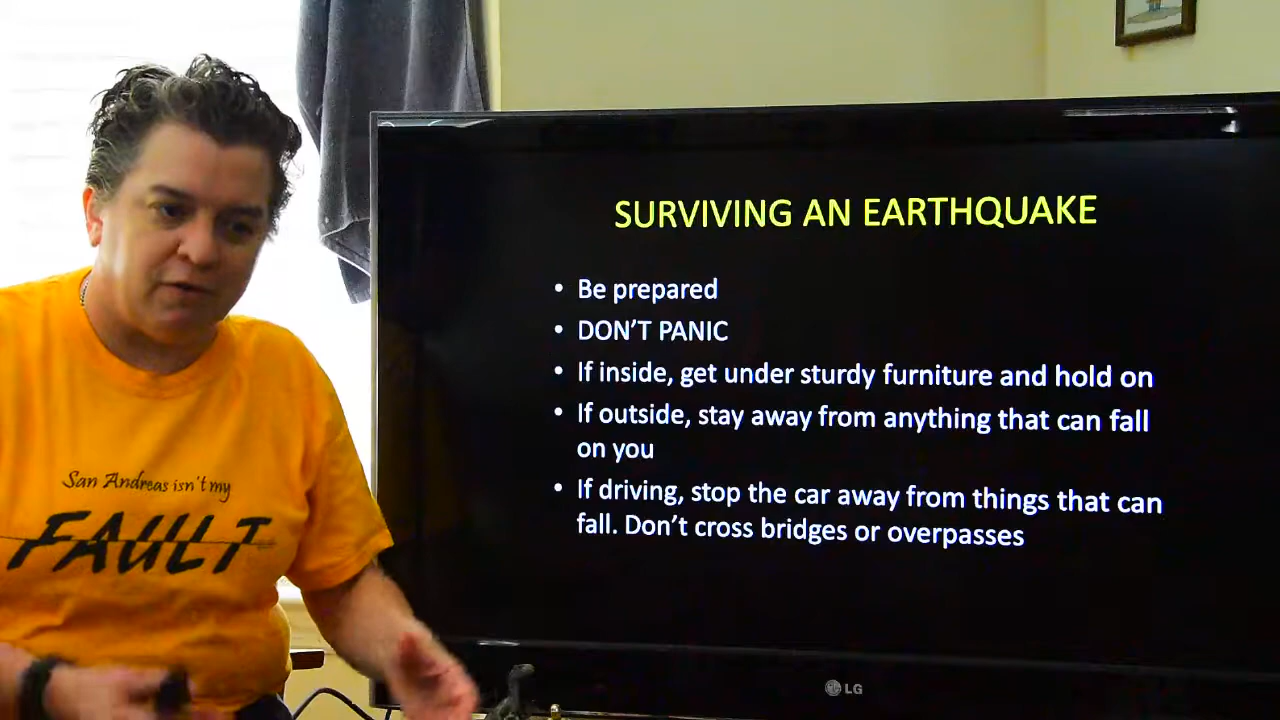 San Andreas isn't my
FAULT
SURVIVING AN EARTHQUAKE
• Be prepared
• DON'T PANIC
• If inside, get under sturdy furniture and hold on
• If outside, stay away from anything that can fall
on you
• If driving, stop the car away from things that can
fall. Don't cross bridges or overpasses
LG